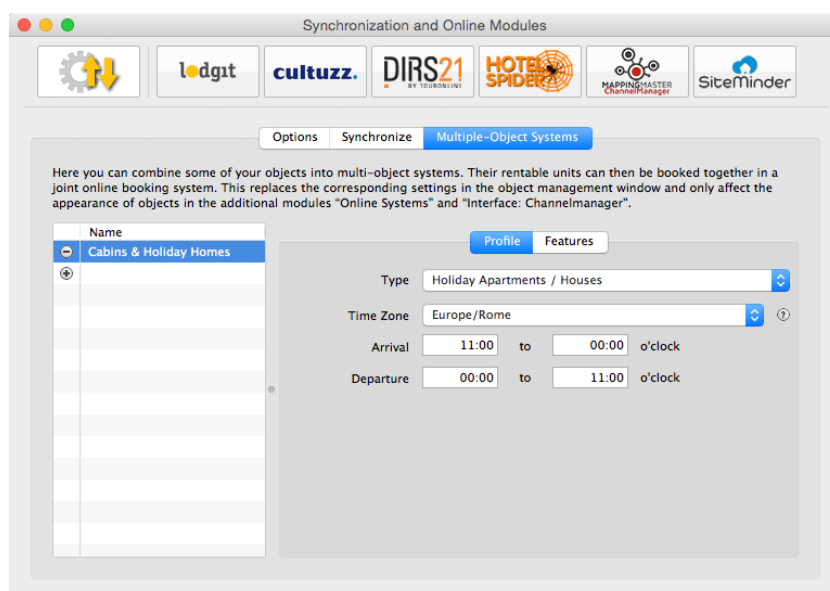 Synchronization and Online Modules
lodgıt
cultuzz.
DIRS21
BY TOURONLINE
HOTEL
SPIDER
MAPPINGMASTER
ChannelManager
SiteMinder
Options Synchronize Multiple-Object Systems
Here you can combine some of your objects into multi-object systems. Their rentable units can then be booked together in a
joint online booking system. This replaces the corresponding settings in the object management window and only affect the
appearance of objects in the additional modules “Online Systems” and “Interface: Channelmanager”.
Name
Cabins & Holiday Homes
Profile Features
Type Holiday Apartments / Houses
Time Zone Europe/Rome ?
Arrival 11:00 to 00:00 o'clock
Departure 00:00 to 11:00 o'clock